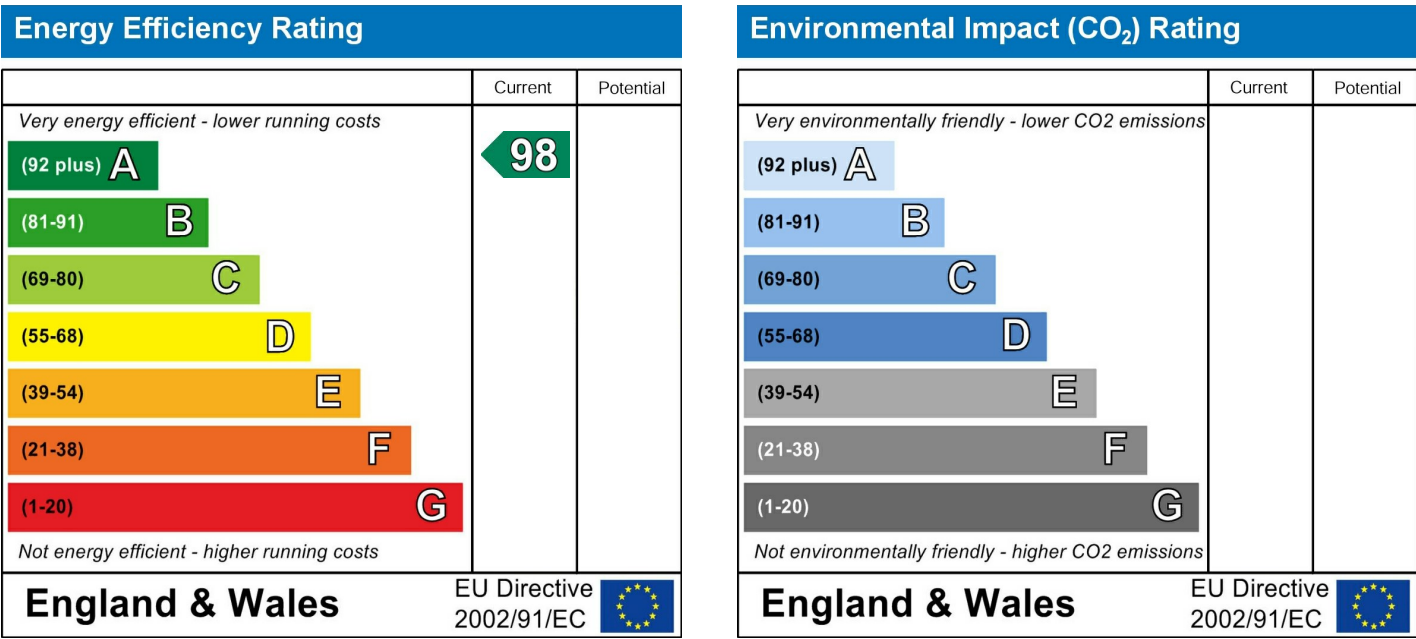 Energy Efficiency Rating
Current Potential
Very energy efficient - lower running costs
(92 plus) A
98
(81-91) B
(69-80) C
(55-68) D
(39-54) E
(21-38) F
(1-20) G
Not energy efficient - higher running costs
England & Wales
EU Directive
2002/91/EC
Environmental Impact (CO₂) Rating
Current Potential
Very environmentally friendly - lower CO2 emissions
(92 plus) A
(81-91) B
(69-80) C
(55-68) D
(39-54) E
(21-38) F
(1-20) G
Not environmentally friendly - higher CO2 emissions
England & Wales
EU Directive
2002/91/EC